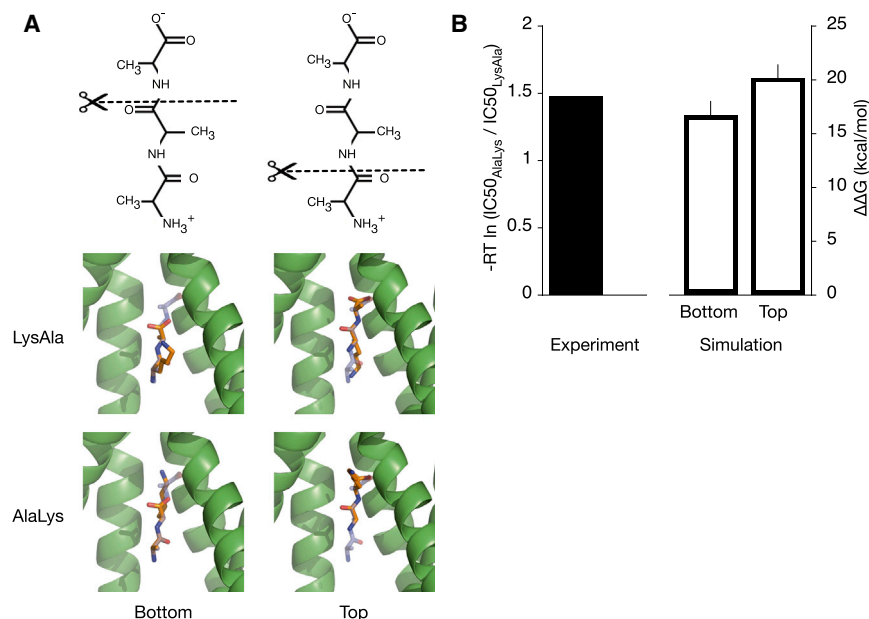 A
O-
O
CH3
NH
O
CH3
NH
O
CH3
NH3+
O-
O
CH3
NH
O
CH3
NH
O
CH3
NH3+
LysAla
AlaLys
Bottom
Top
B
-RT ln (IC50AlaLys / IC50LysAla)
2
1.5
1
0.5
0
25
20
15
10
5
0
ΔΔG (kcal/mol)
Bottom
Top
Experiment
Simulation